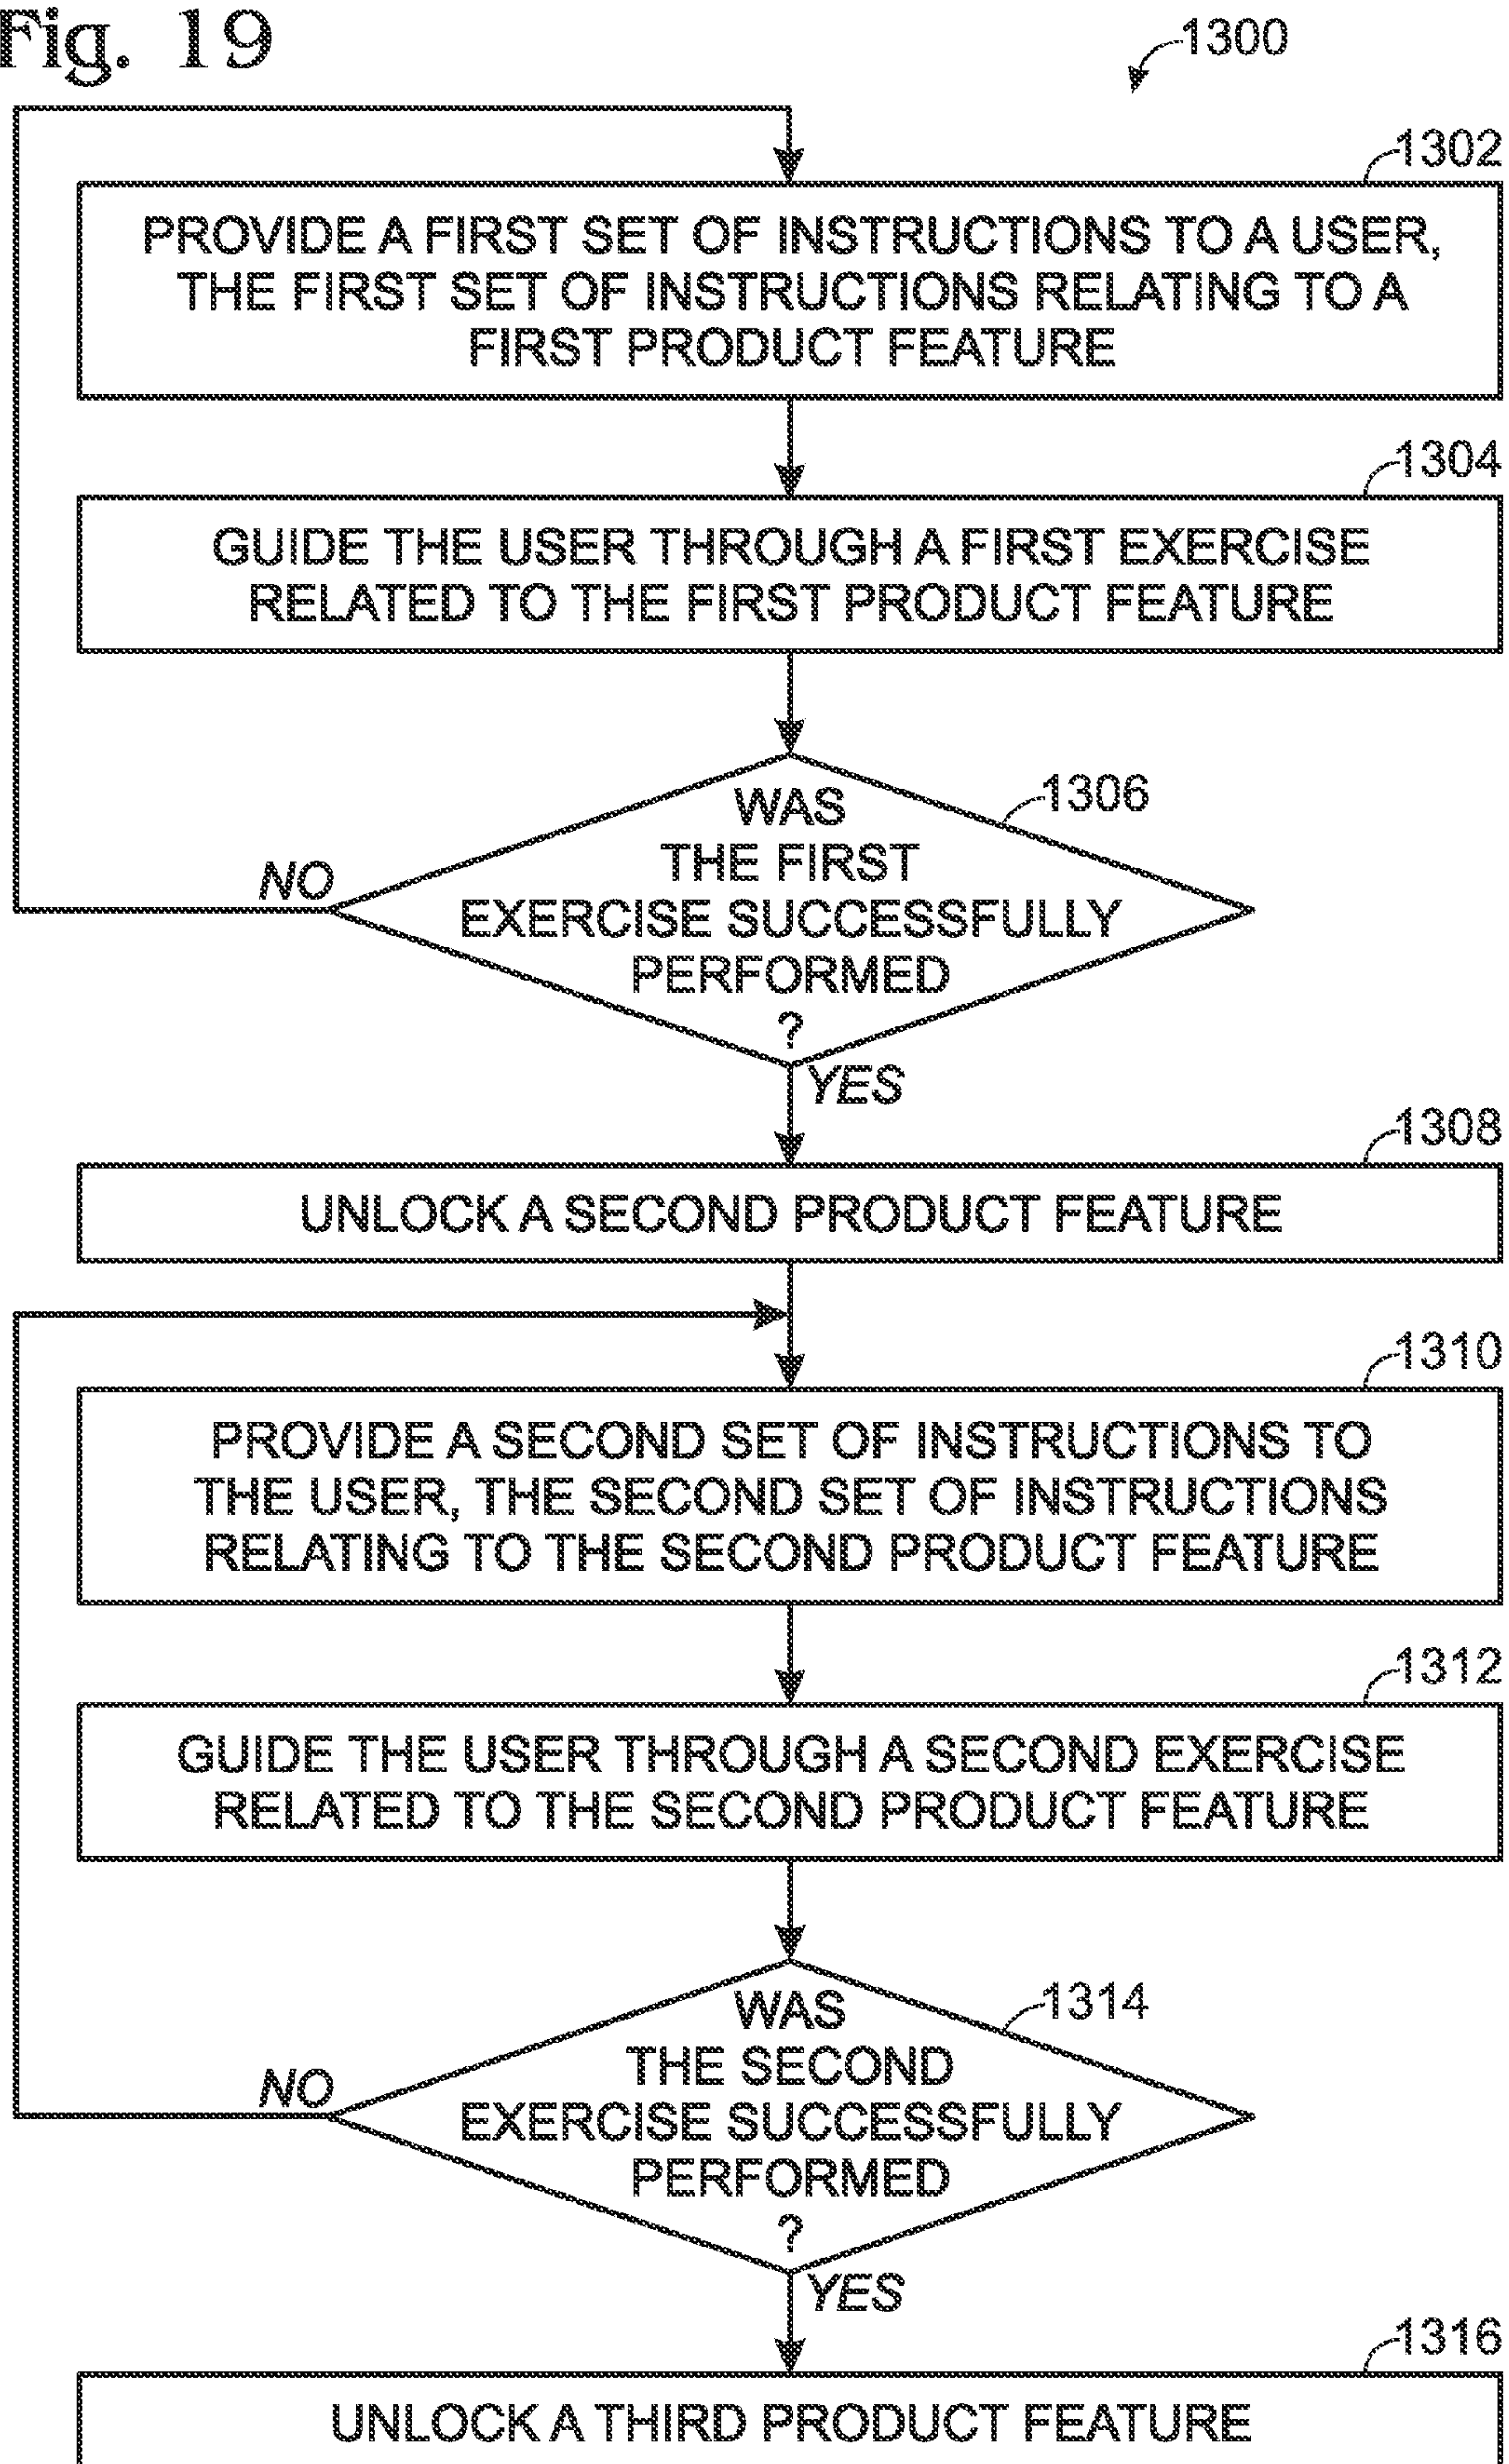 Fig. 19
1300
1302
PROVIDE A FIRST SET OF INSTRUCTIONS TO A USER,
THE FIRST SET OF INSTRUCTIONS RELATING TO A
FIRST PRODUCT FEATURE
1304
GUIDE THE USER THROUGH A FIRST EXERCISE
RELATED TO THE FIRST PRODUCT FEATURE
1306
WAS
THE FIRST
EXERCISE SUCCESSFULLY
PERFORMED
?
NO
YES
1308
UNLOCK A SECOND PRODUCT FEATURE
1310
PROVIDE A SECOND SET OF INSTRUCTIONS TO
THE USER, THE SECOND SET OF INSTRUCTIONS
RELATING TO THE SECOND PRODUCT FEATURE
1312
GUIDE THE USER THROUGH A SECOND EXERCISE
RELATED TO THE SECOND PRODUCT FEATURE
1314
WAS
THE SECOND
EXERCISE SUCCESSFULLY
PERFORMED
?
NO
YES
1316
UNLOCK A THIRD PRODUCT FEATURE